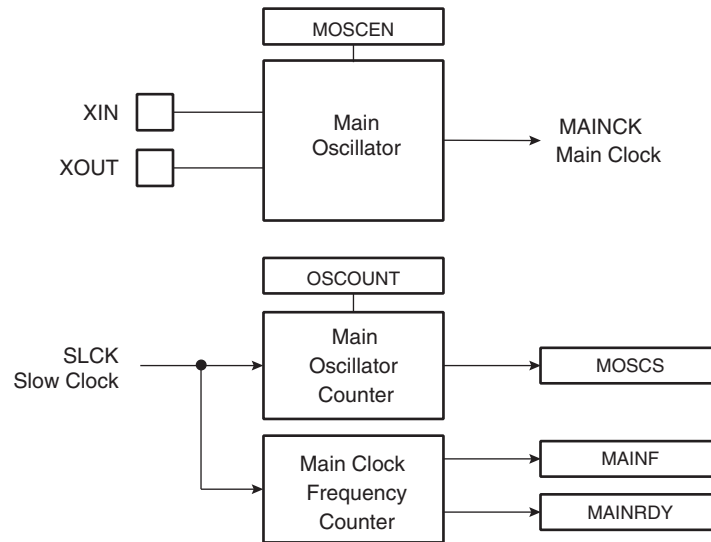 MOSCEN
XIN
XOUT
Main
Oscillator
MAINCK
Main Clock
OSCOUNT
SLCK
Slow Clock
Main
Oscillator
Counter
MOSCS
Main Clock
Frequency
Counter
MAINF
MAINRDY